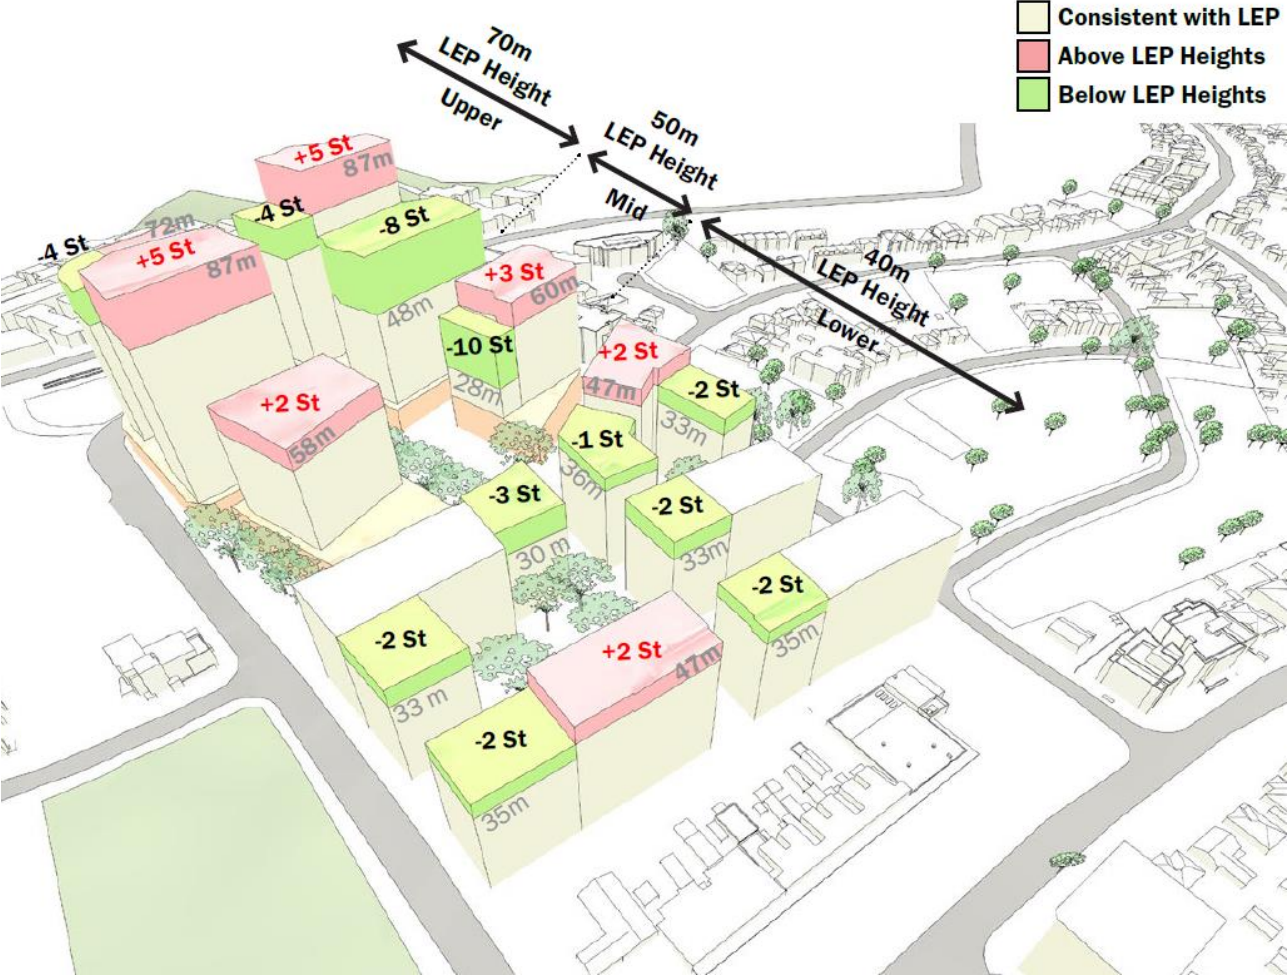 Consistent with LEP
Above LEP Heights
Below LEP Heights
70m
LEP Height
Upper
50m
LEP Height
Mid
40m
LEP Height
Lower
+5 St
87m
-4 St
-8 St
48m
-4 St
72m
+5 St
87m
+3 St
60m
-10 St
28m
+2 St
47m
-2 St
33m
+2 St
58m
-1 St
36m
-3 St
30 m
-2 St
33m
-2 St
35m
-2 St
33 m
+2 St
47m
-2 St
35m